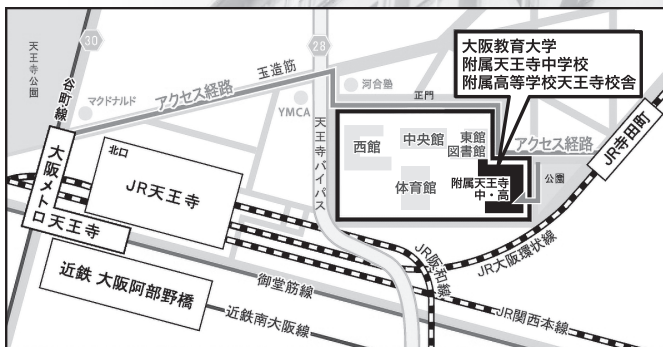 天王寺公園
30
谷町線
マクドナルド
アクセス経路
玉造筋
28
YMCA
河合塾
天王寺バイパス
正門
大阪教育大学
附属天王寺中学校
附属高等学校天王寺校舎
西館
中央館
東館
図書館
体育館
附属天王寺
中・高
アクセス経路
公園
JR寺田町
大阪メトロ天王寺
北口
JR天王寺
近鉄 大阪阿部野橋
御堂筋線
近鉄南大阪線
JR阪和線
JR大阪環状線
JR関西本線